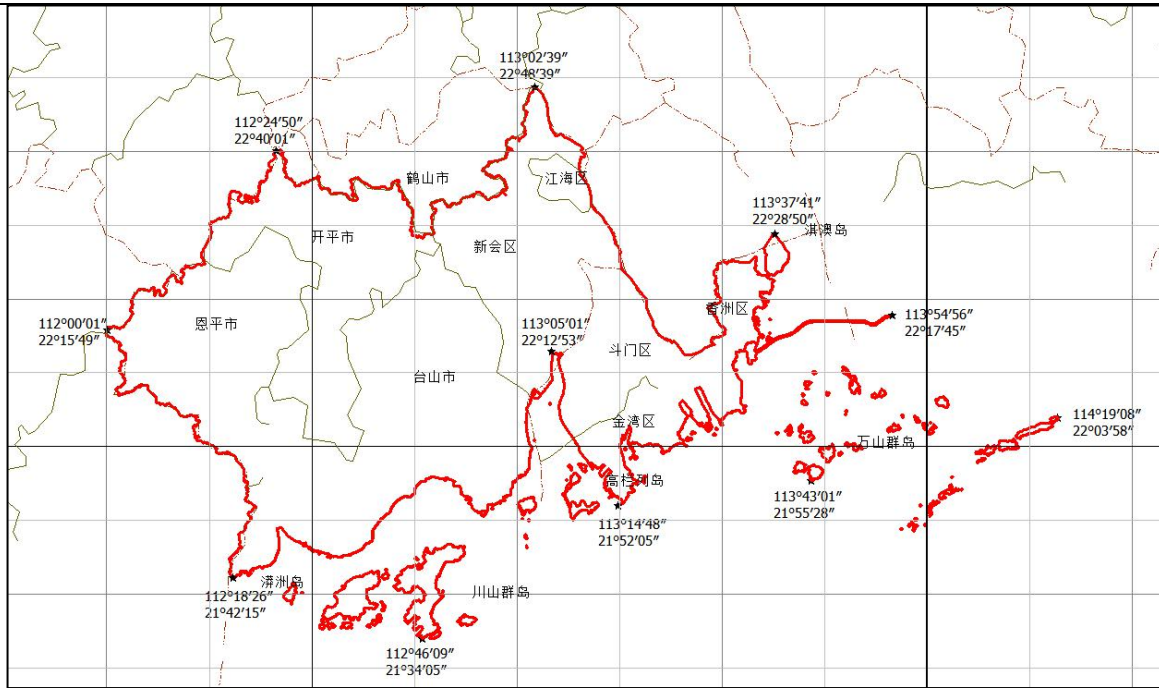 113°02′39″
22°48′39″
112°24′50″
22°40′01″
鹤山市
江海区
113°37′41″
22°28′50″
淇澳岛
开平市
新会区
香洲区
恩平市
112°00′01″
22°15′49″
113°05′01″
22°12′53″
斗门区
113°54′56″
22°17′45″
台山市
金湾区
万山群岛
114°19′08″
22°03′58″
高栏列岛
113°43′01″
21°55′28″
113°14′48″
21°52′05″
漭洲岛
112°18′26″
21°42′15″
川山群岛
112°46′09″
21°34′05″